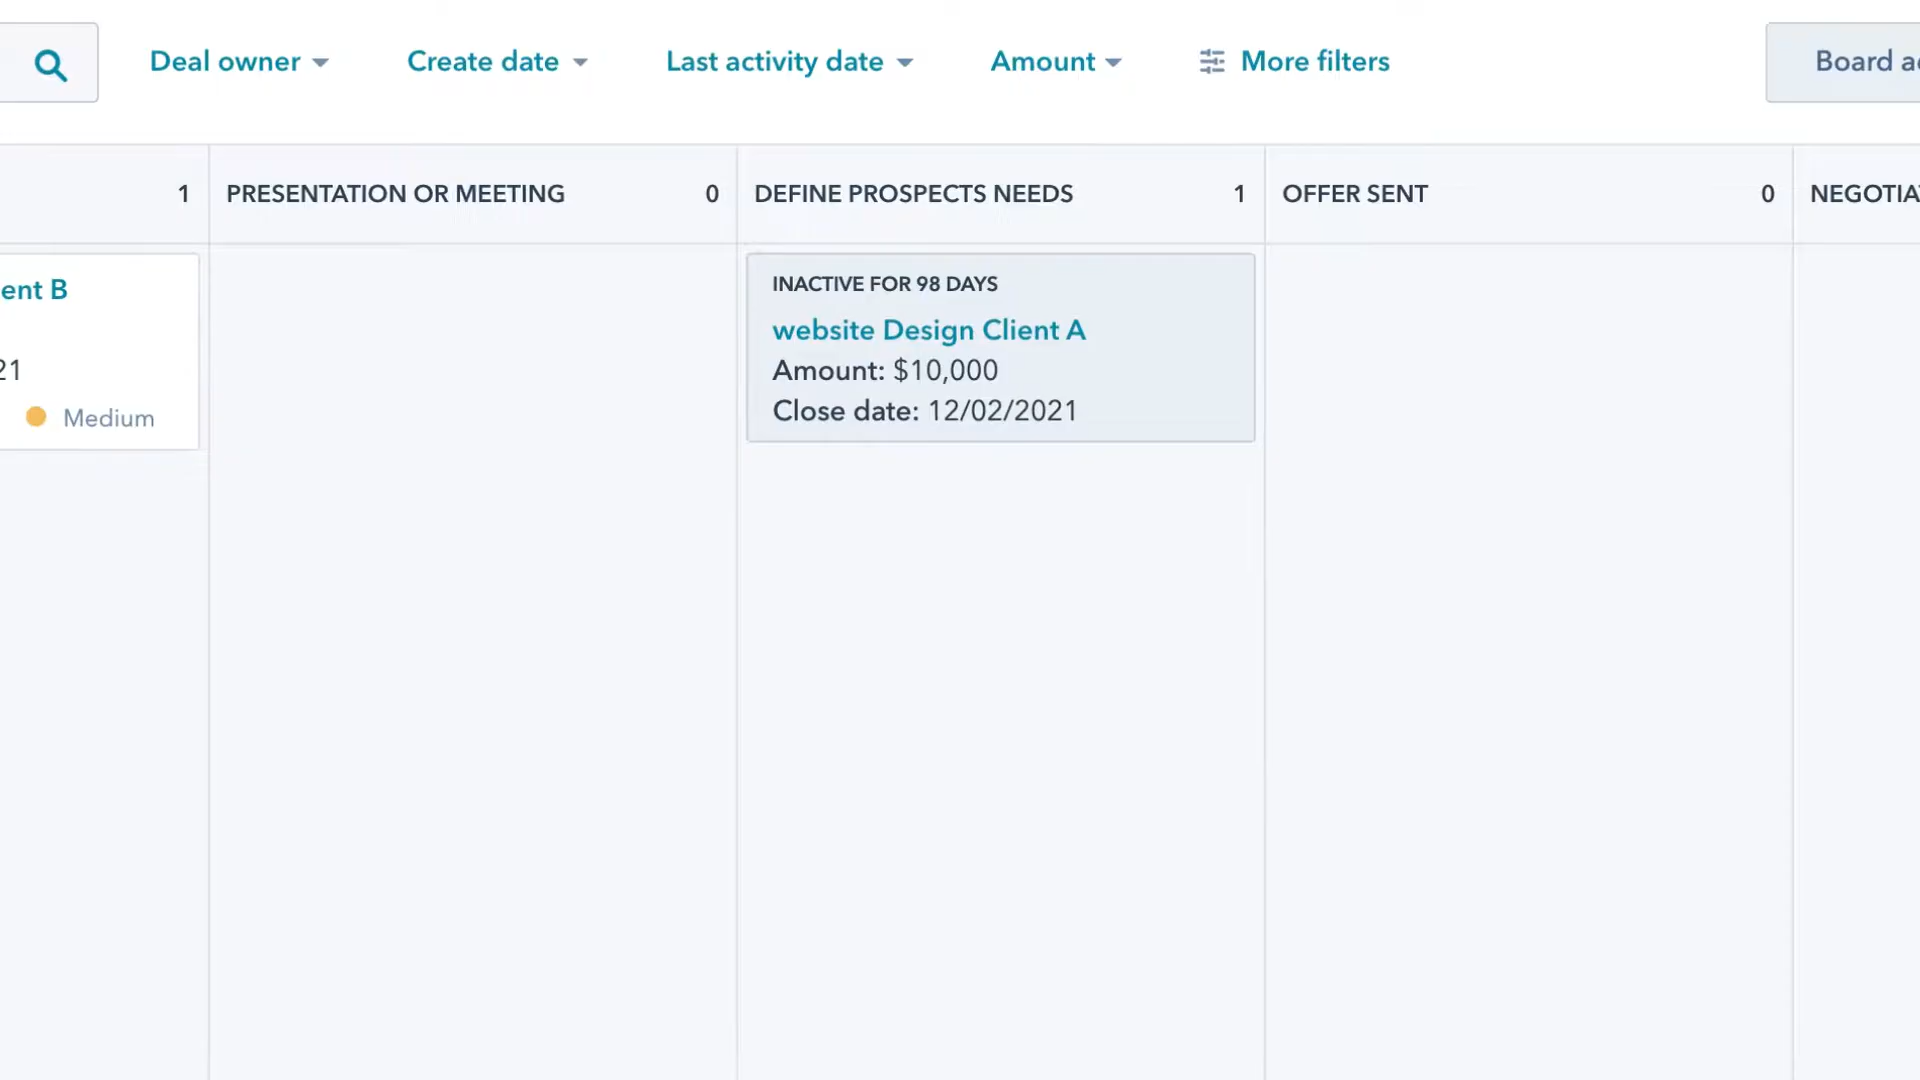 Deal owner
Create date
Last activity date
Amount
More filters
Board
1
PRESENTATION OR MEETING
0
DEFINE PROSPECTS NEEDS
1
OFFER SENT
0
ent B
21
Medium
INACTIVE FOR 98 DAYS
website Design Client A
Amount: $10,000
Close date: 12/02/2021